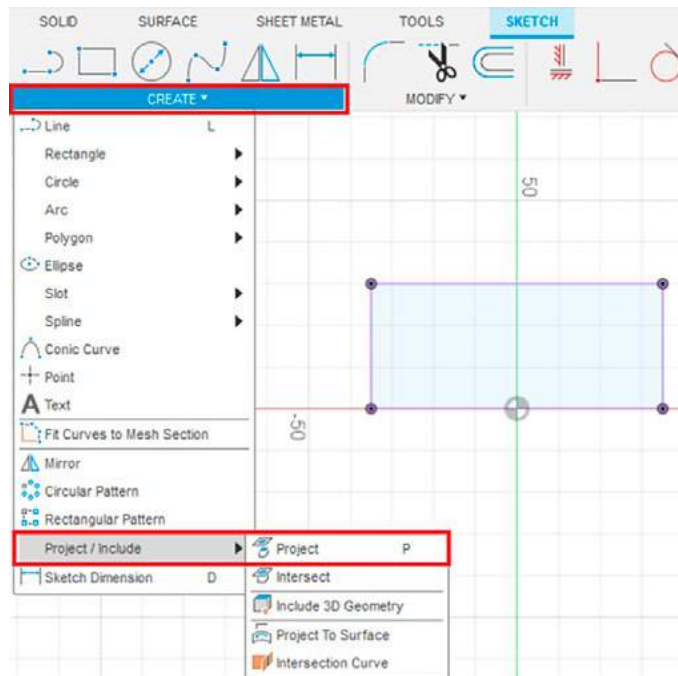 SOLID SURFACE SHEET METAL TOOLS SKETCH
CREATE ▾ MODIFY ▾
Line L
Rectangle
Circle
Arc
Polygon
Ellipse
Slot
Spline
Conic Curve
Point
Text
Fit Curves to Mesh Section
Mirror
Circular Pattern
Rectangular Pattern
Project / Include
Sketch Dimension D
Project P
Intersect
Include 3D Geometry
Project To Surface
Intersection Curve
50
-50